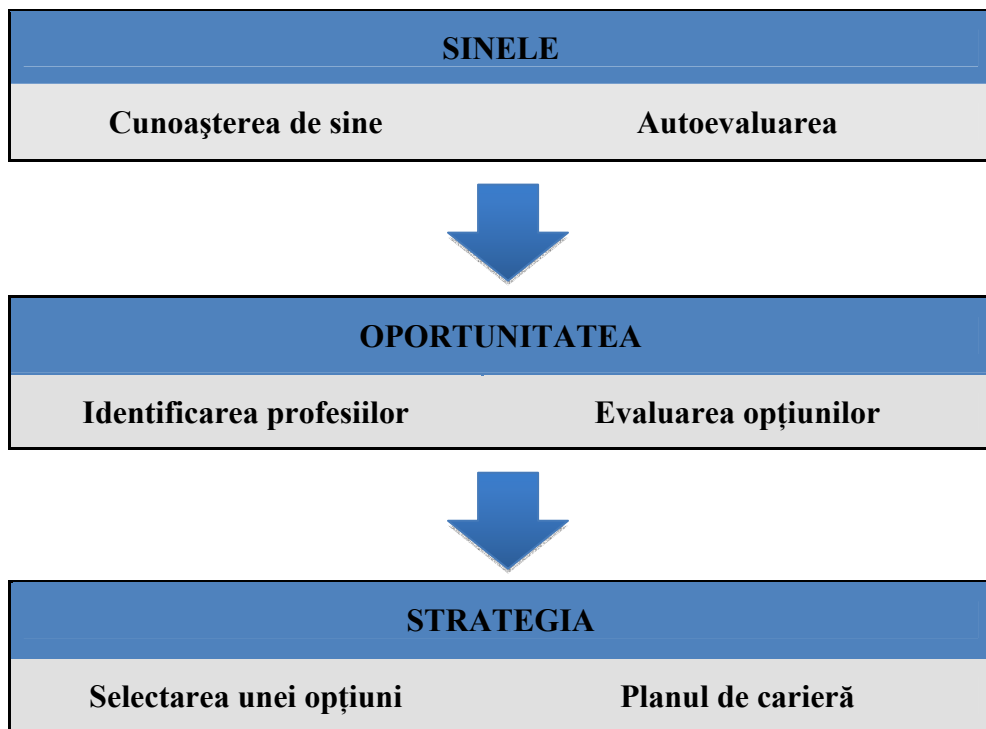 SINELE
Cunoaşterea de sine Autoevaluarea
OPORTUNITATEA
Identificarea profesiilor Evaluarea opțiunilor
STRATEGIA
Selectarea unei opțiuni Planul de carieră